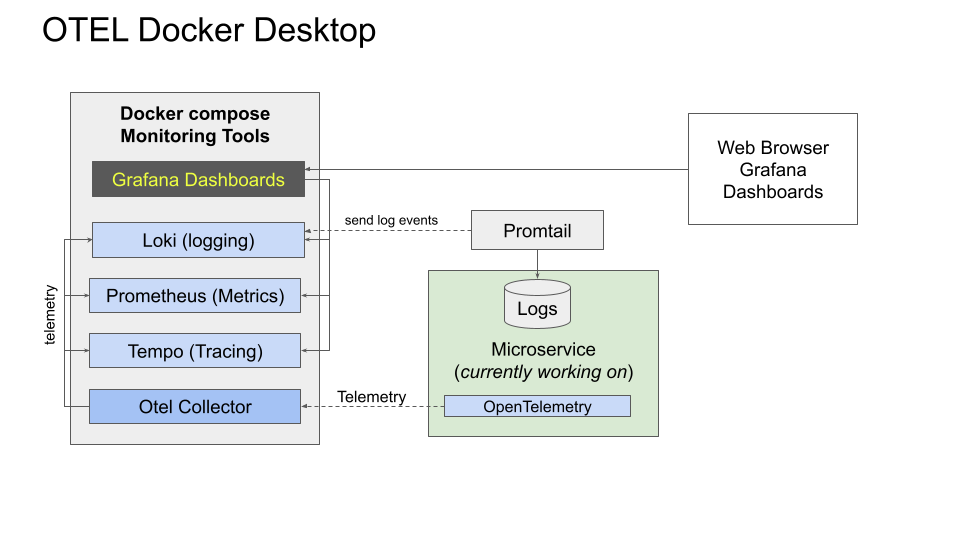 OTEL Docker Desktop
Docker compose
Monitoring Tools
Grafana Dashboards
Loki (logging)
Prometheus (Metrics)
Tempo (Tracing)
Otel Collector
telemetry
send log events
Telemetry
Promtail
Logs
Microservice
(currently working on)
OpenTelemetry
Web Browser
Grafana
Dashboards